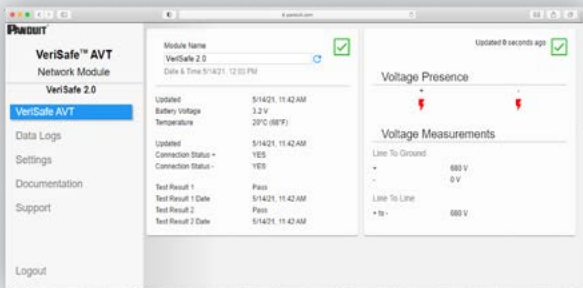 a panduit.com
PANDUIT
VeriSafe™ AVT
Network Module
VeriSafe 2.0
VeriSafe AVT
Data Logs
Settings
Documentation
Support
Logout
Module Name
VeriSafe 2.0
Date & Time 5/14/21, 12:03 PM
Updated 5/14/21, 11:42 AM
Battery Voltage 3.2 V
Temperature 20°C (68°F)
Updated 5/14/21, 11:42 AM
Connection Status + YES
Connection Status - YES
Test Result 1 Pass
Test Result 1 Date 5/14/21, 11:42 AM
Test Result 2 Pass
Test Result 2 Date 5/14/21, 11:42 AM
Updated 8 seconds ago
Voltage Presence
+ -
Voltage Measurements
Line To Ground
+ 680 V
- 0 V
Line To Line
+ to - 680 V